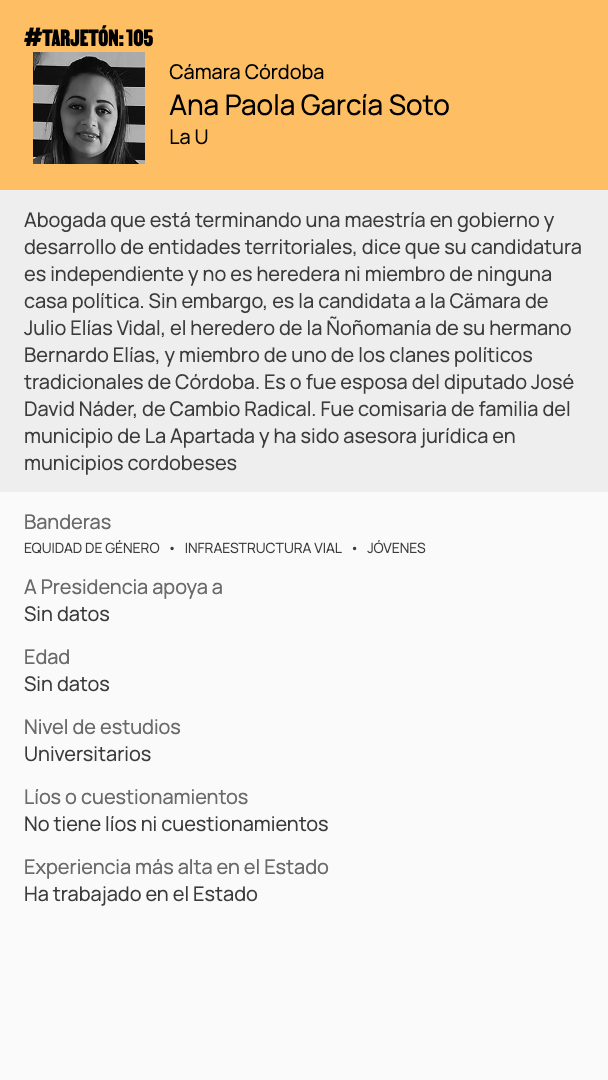 #TARJETÓN: 105
Cámara Córdoba
Ana Paola García Soto
La U
Abogada que está terminando una maestría en gobierno y
desarrollo de entidades territoriales, dice que su candidatura
es independiente y no es heredera ni miembro de ninguna
casa política. Sin embargo, es la candidata a la Cämara de
Julio Elías Vidal, el heredero de la Ñoñomanía de su hermano
Bernardo Elías, y miembro de uno de los clanes políticos
tradicionales de Córdoba. Es o fue esposa del diputado José
David Náder, de Cambio Radical. Fue comisaria de familia del
municipio de La Apartada y ha sido asesora jurídica en
municipios cordobeses
Banderas
EQUIDAD DE GÉNERO • INFRAESTRUCTURA VIAL • JÓVENES
A Presidencia apoya a
Sin datos
Edad
Sin datos
Nivel de estudios
Universitarios
Líos o cuestionamientos
No tiene líos ni cuestionamientos
Experiencia más alta en el Estado
Ha trabajado en el Estado